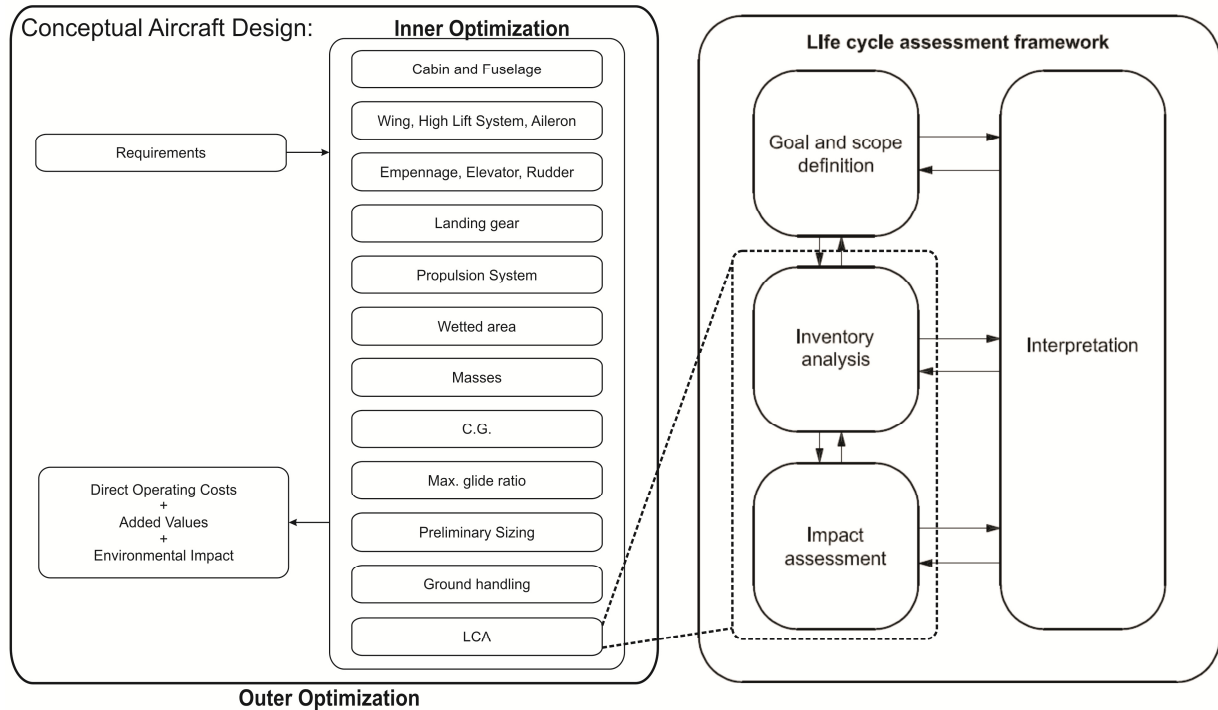 Conceptual Aircraft Design:
Inner Optimization
Cabin and Fuselage
Wing, High Lift System, Aileron
Requirements
Empennage, Elevator, Rudder
Landing gear
Propulsion System
Wetted area
Masses
C.G.
Max. glide ratio
Direct Operating Costs
+
Added Values
+
Environmental Impact
Preliminary Sizing
Ground handling
LCA
Outer Optimization
LIfe cycle assessment framework
Goal and scope
definition
Inventory
analysis
Impact
assessment
Interpretation